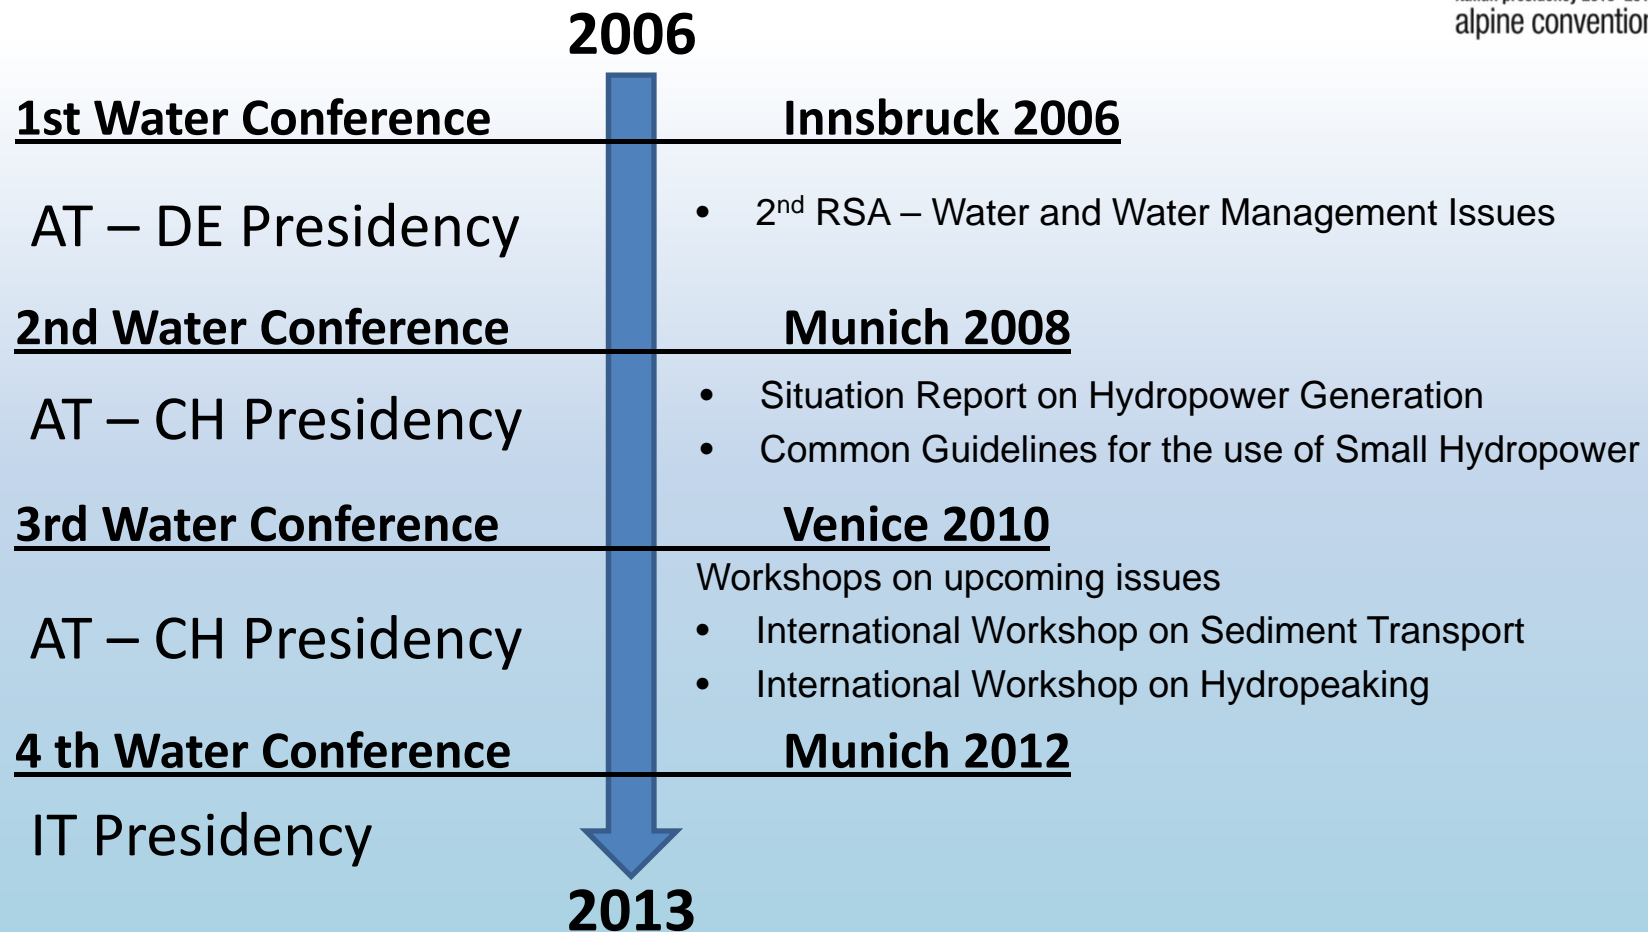 alpine convention
2006
1st Water Conference Innsbruck 2006
AT – DE Presidency
• 2nd RSA – Water and Water Management Issues
2nd Water Conference Munich 2008
AT – CH Presidency
• Situation Report on Hydropower Generation
• Common Guidelines for the use of Small Hydropower
3rd Water Conference Venice 2010
Workshops on upcoming issues
AT – CH Presidency
• International Workshop on Sediment Transport
• International Workshop on Hydropeaking
4 th Water Conference Munich 2012
IT Presidency
2013